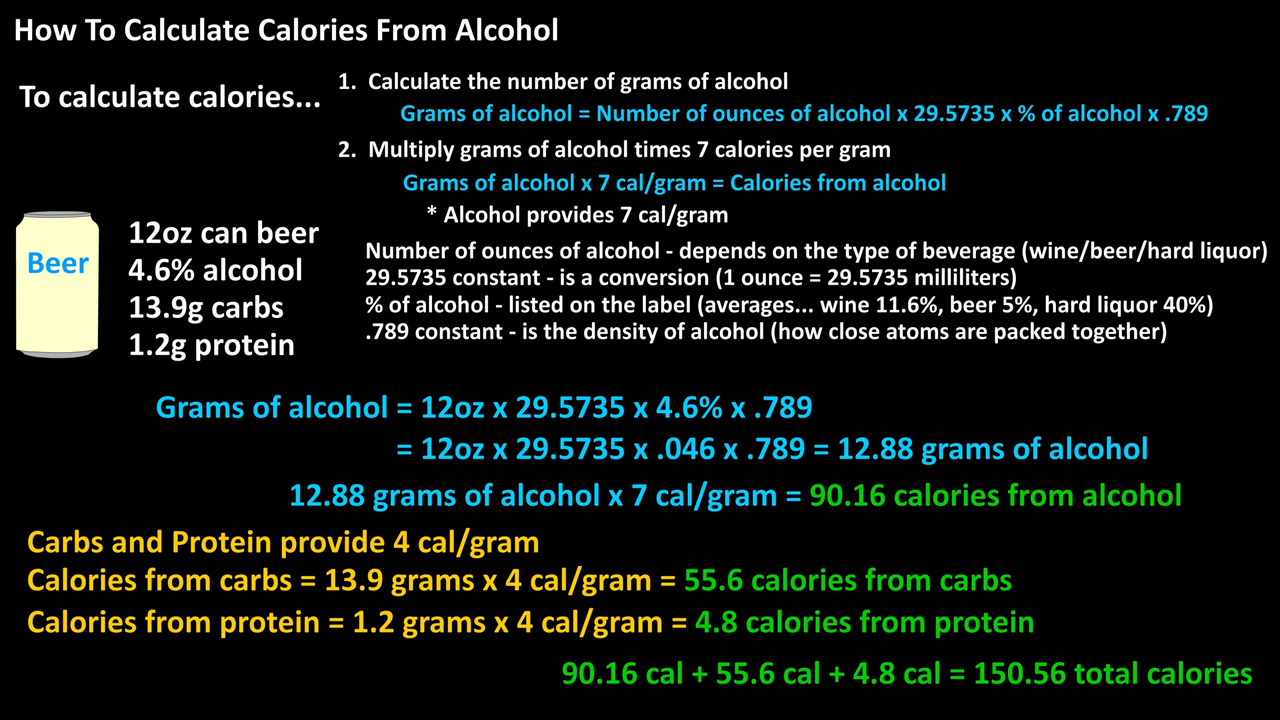 How To Calculate Calories From Alcohol
To calculate calories...
1. Calculate the number of grams of alcohol
Grams of alcohol = Number of ounces of alcohol x 29.5735 x % of alcohol x .789
2. Multiply grams of alcohol times 7 calories per gram
Grams of alcohol x 7 cal/gram = Calories from alcohol
* Alcohol provides 7 cal/gram
Number of ounces of alcohol - depends on the type of beverage (wine/beer/hard liquor)
29.5735 constant - is a conversion (1 ounce = 29.5735 milliliters)
% of alcohol - listed on the label (averages... wine 11.6%, beer 5%, hard liquor 40%)
.789 constant - is the density of alcohol (how close atoms are packed together)
Beer
12oz can beer
4.6% alcohol
13.9g carbs
1.2g protein
Grams of alcohol = 12oz x 29.5735 x 4.6% x .789
= 12oz x 29.5735 x .046 x .789 = 12.88 grams of alcohol
12.88 grams of alcohol x 7 cal/gram = 90.16 calories from alcohol
Carbs and Protein provide 4 cal/gram
Calories from carbs = 13.9 grams x 4 cal/gram = 55.6 calories from carbs
Calories from protein = 1.2 grams x 4 cal/gram = 4.8 calories from protein
90.16 cal + 55.6 cal + 4.8 cal = 150.56 total calories